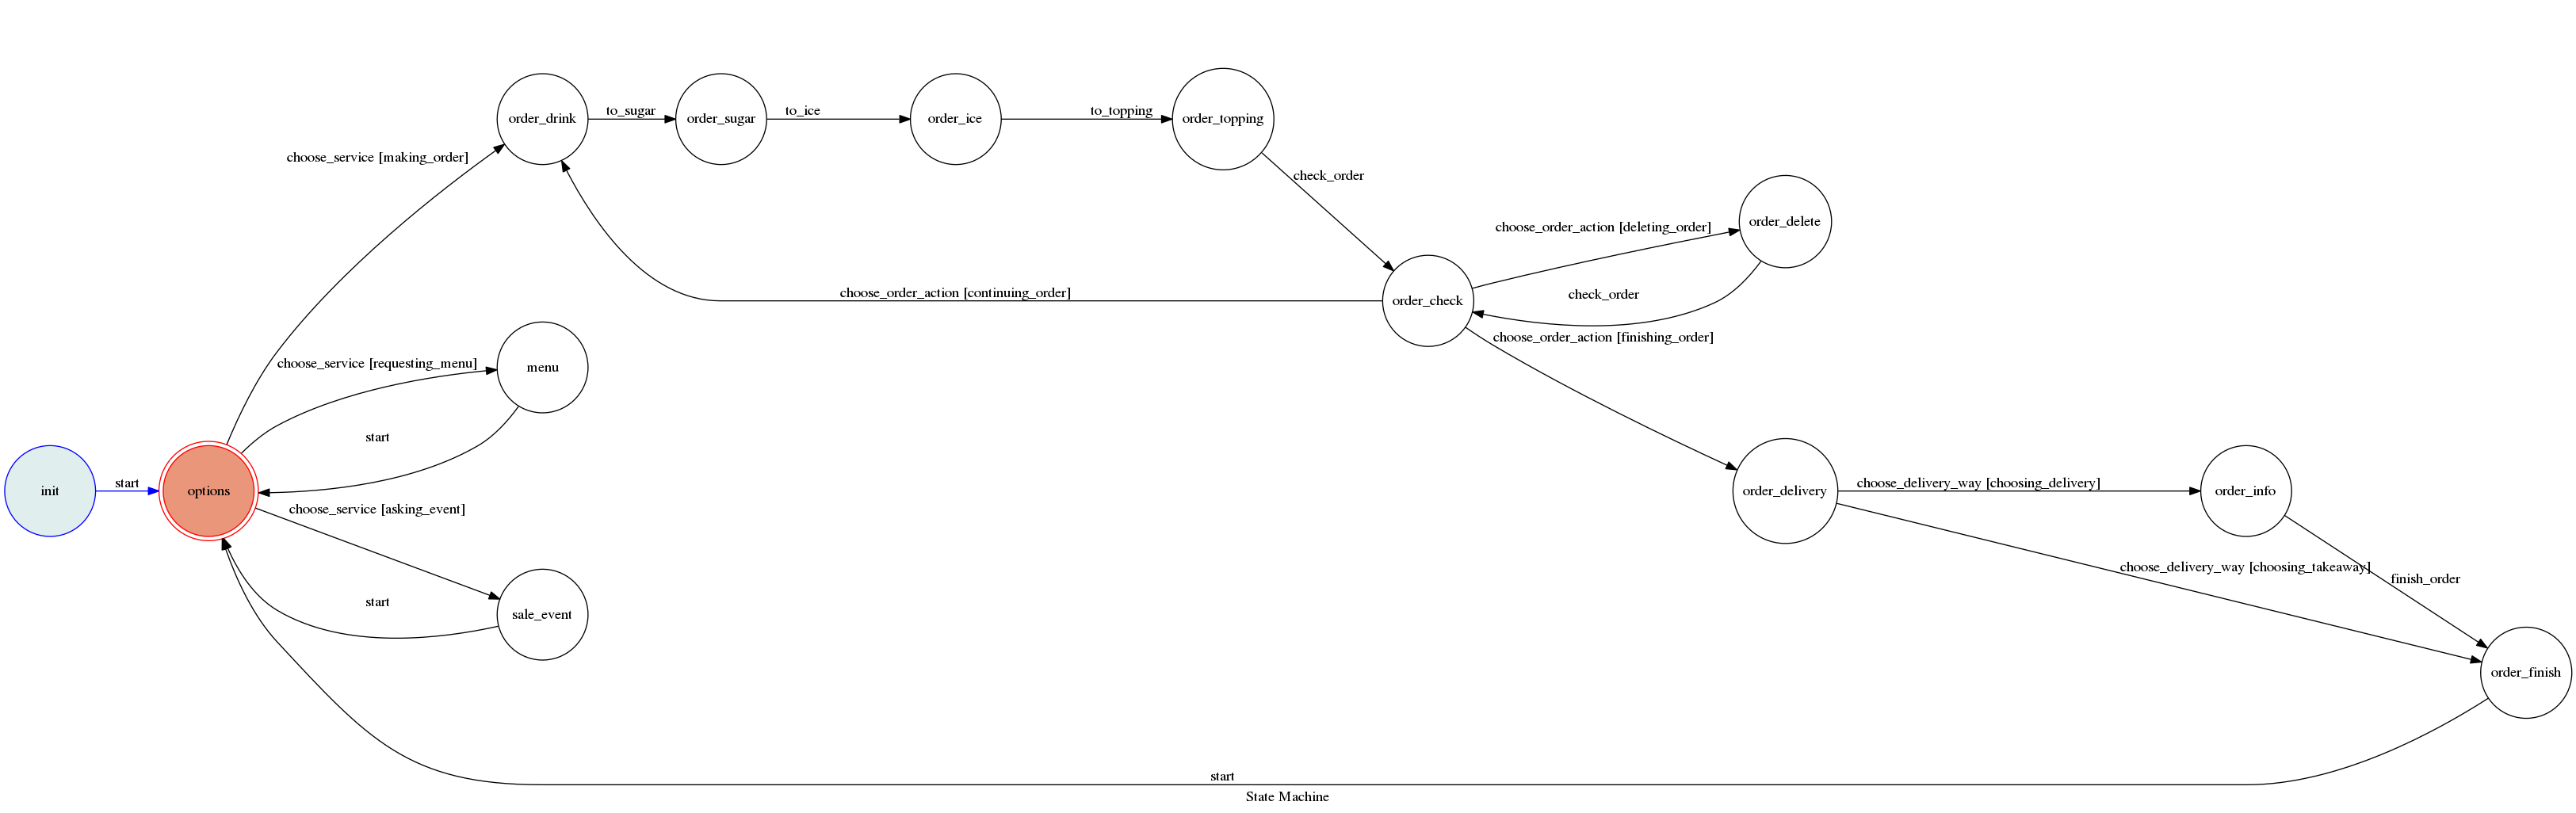 order_drink
to_sugar
order_sugar
to_ice
order_ice
to_topping
order_topping
choose_service [making_order]
check_order
order_delete
choose_order_action [deleting_order]
check_order
choose_order_action [continuing_order]
order_check
choose_order_action [finishing_order]
choose_service [requesting_menu]
menu
start
init
start
options
choose_service [asking_event]
order_delivery
choose_delivery_way [choosing_delivery]
order_info
choose_delivery_way [choosing_takeaway]
finish_order
start
sale_event
order_finish
start
State Machine